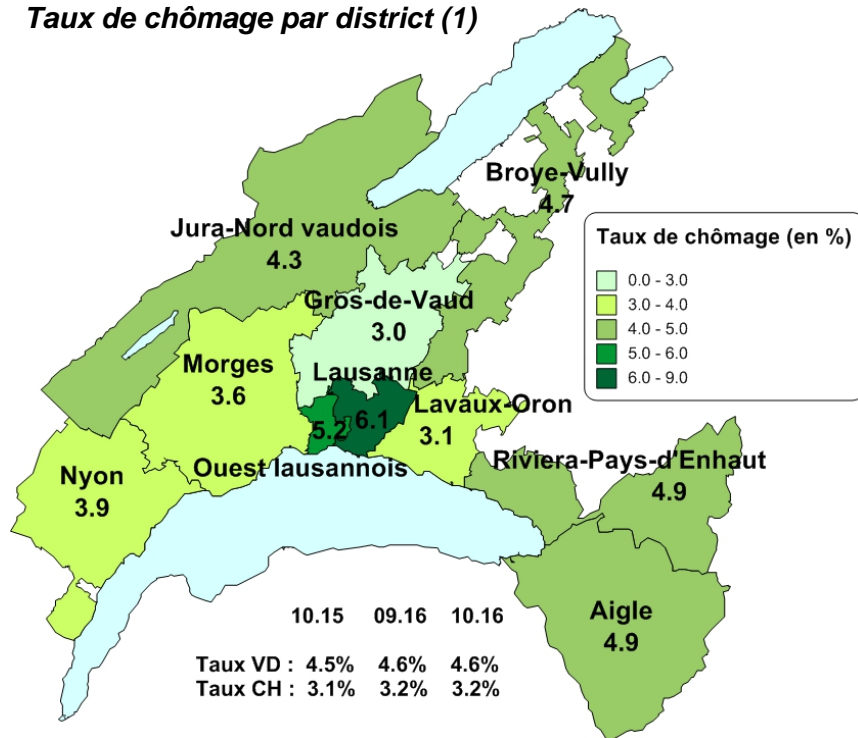 Taux de chômage par district (1)
Broye-Vully
4.7
Jura-Nord vaudois
4.3
Taux de chômage (en %)
0.0 - 3.0
3.0 - 4.0
4.0 - 5.0
5.0 - 6.0
6.0 - 9.0
Gros-de-Vaud
3.0
Morges
3.6
Lausanne
6.1
5.2
Lavaux-Oron
3.1
Ouest lausannois
Riviera-Pays-d'Enhaut
4.9
Nyon
3.9
Aigle
4.9
10.15 09.16 10.16
Taux VD : 4.5% 4.6% 4.6%
Taux CH : 3.1% 3.2% 3.2%